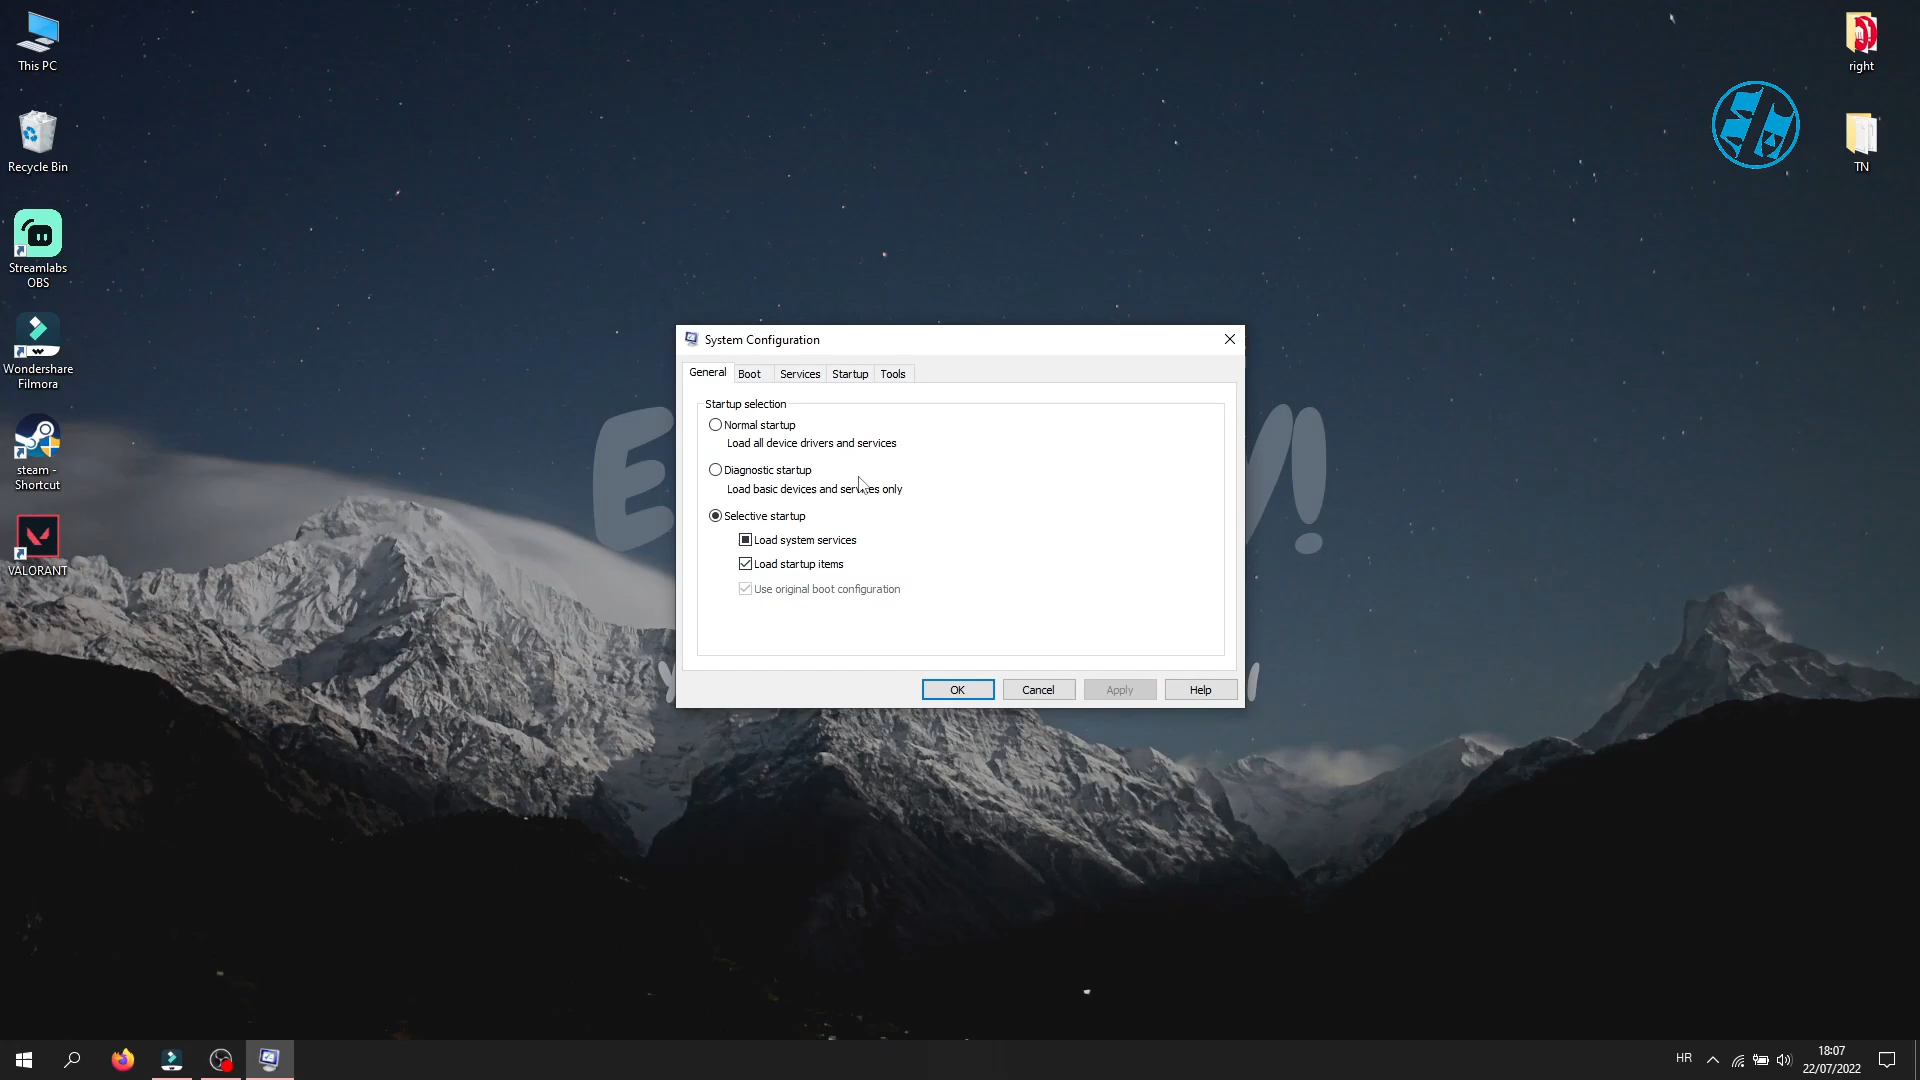 This PC
Recycle Bin
Streamlabs
OBS
Wondershare
Filmora
steam -
Shortcut
VALORANT
right
TN
System Configuration
General
Boot
Services
Startup
Tools
Startup selection
Normal startup
Load all device drivers and services
Diagnostic startup
Load basic devices and services only
Selective startup
Load system services
Load startup items
Use original boot configuration
OK
Cancel
Apply
Help
HR
18:07
22/07/2022